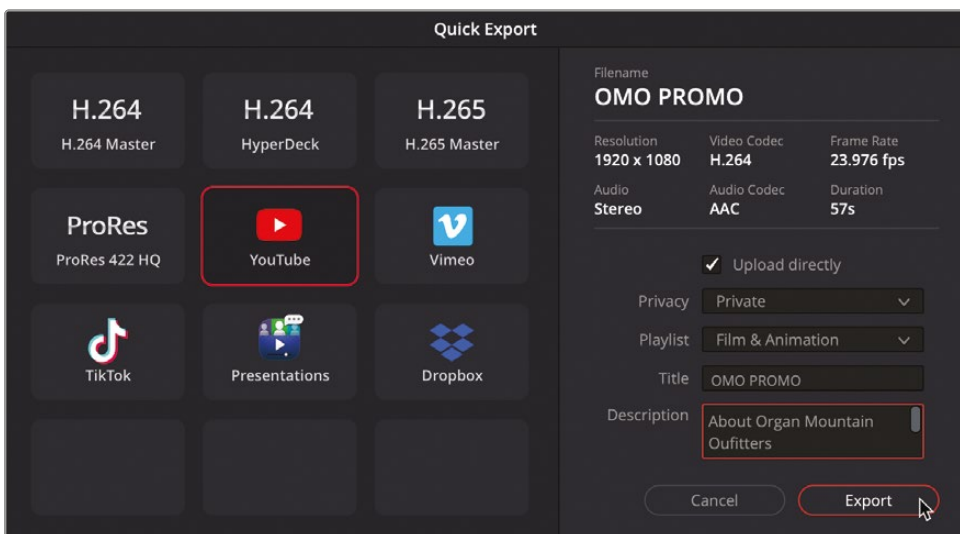 Quick Export
H.264
H.264 Master
H.264
HyperDeck
H.265
H.265 Master
ProRes
ProRes 422 HQ
YouTube
Vimeo
TikTok
Presentations
Dropbox
Filename
OMO PROMO
Resolution
1920 x 1080
Video Codec
H.264
Frame Rate
23.976 fps
Audio
Stereo
Audio Codec
AAC
Duration
57s
Upload directly
Privacy Private
Playlist Film & Animation
Title OMO PROMO
Description About Organ Mountain
Oufitters
Cancel Export